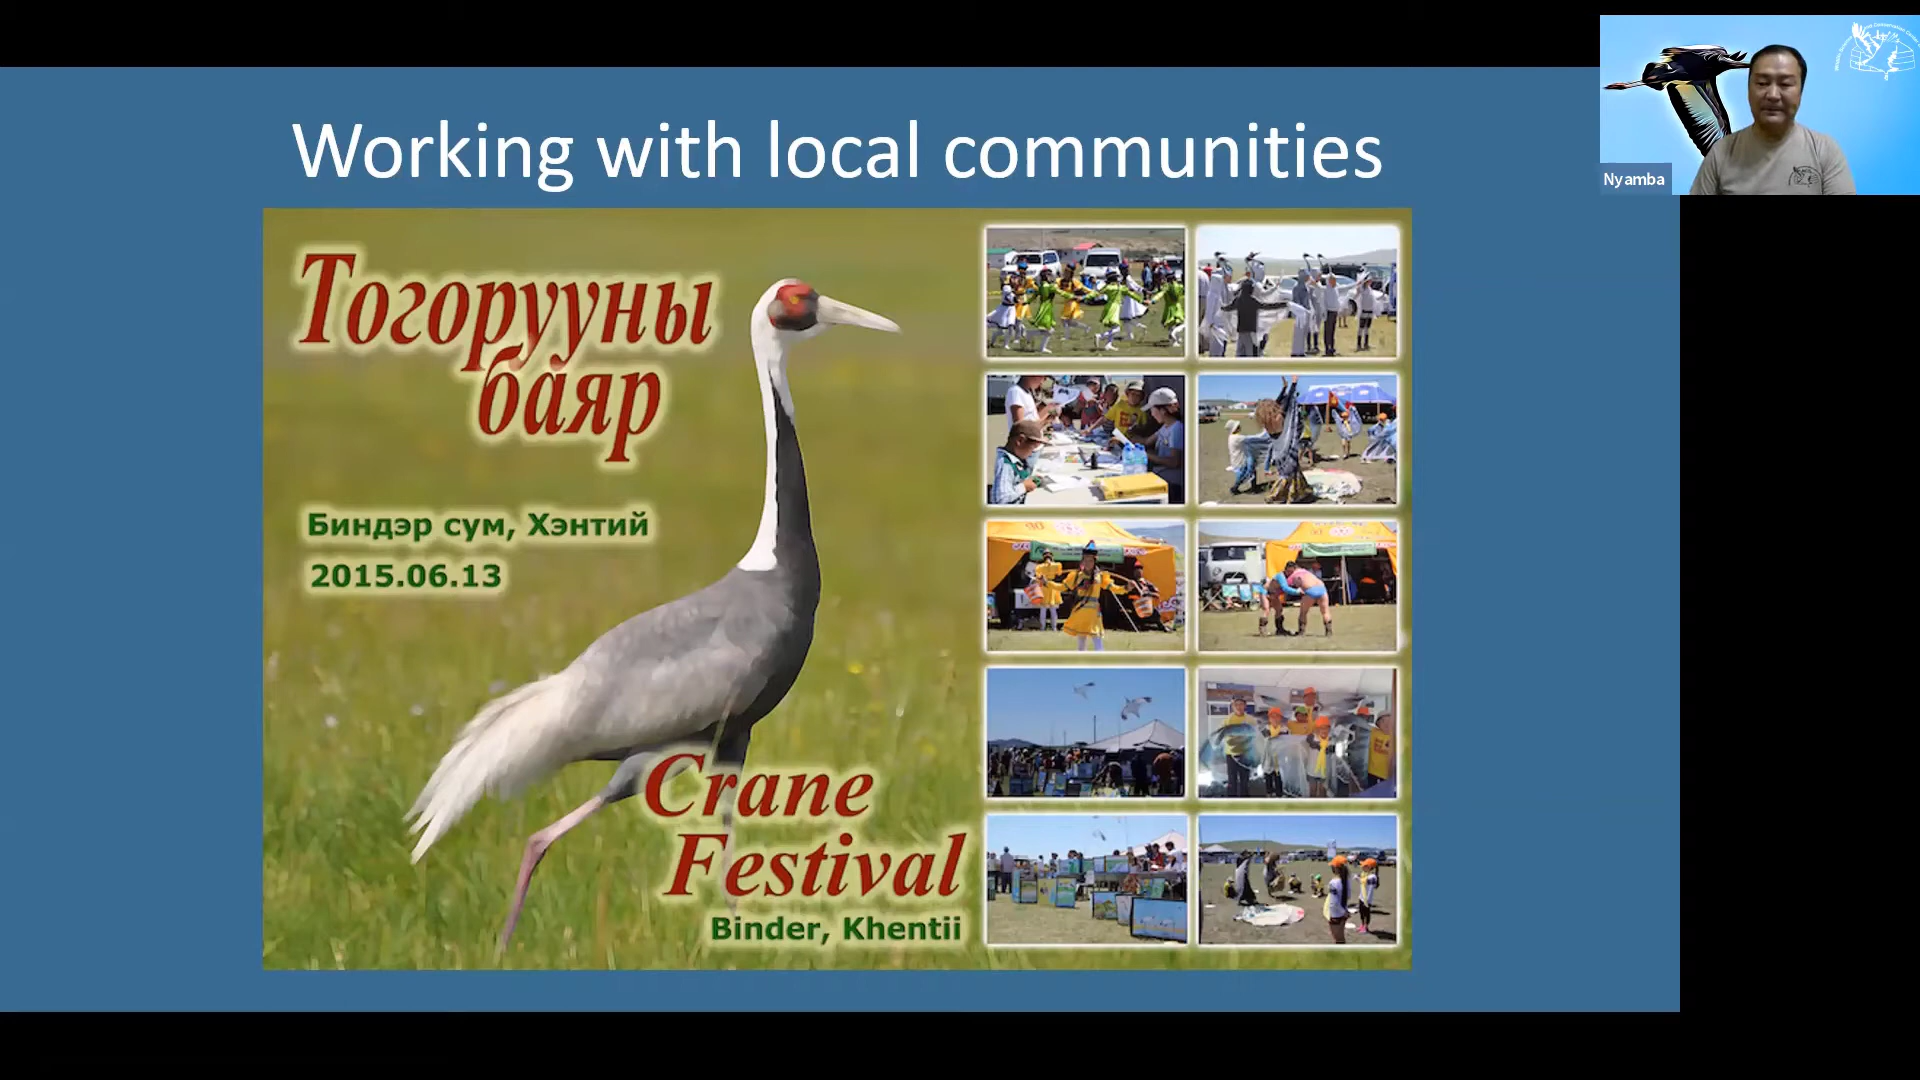 Working with local communities
Тогорууны
баяр
Биндэр сум, Хэнтий
2015.06.13
Crane
Festival
Binder, Khentii
Nyamba